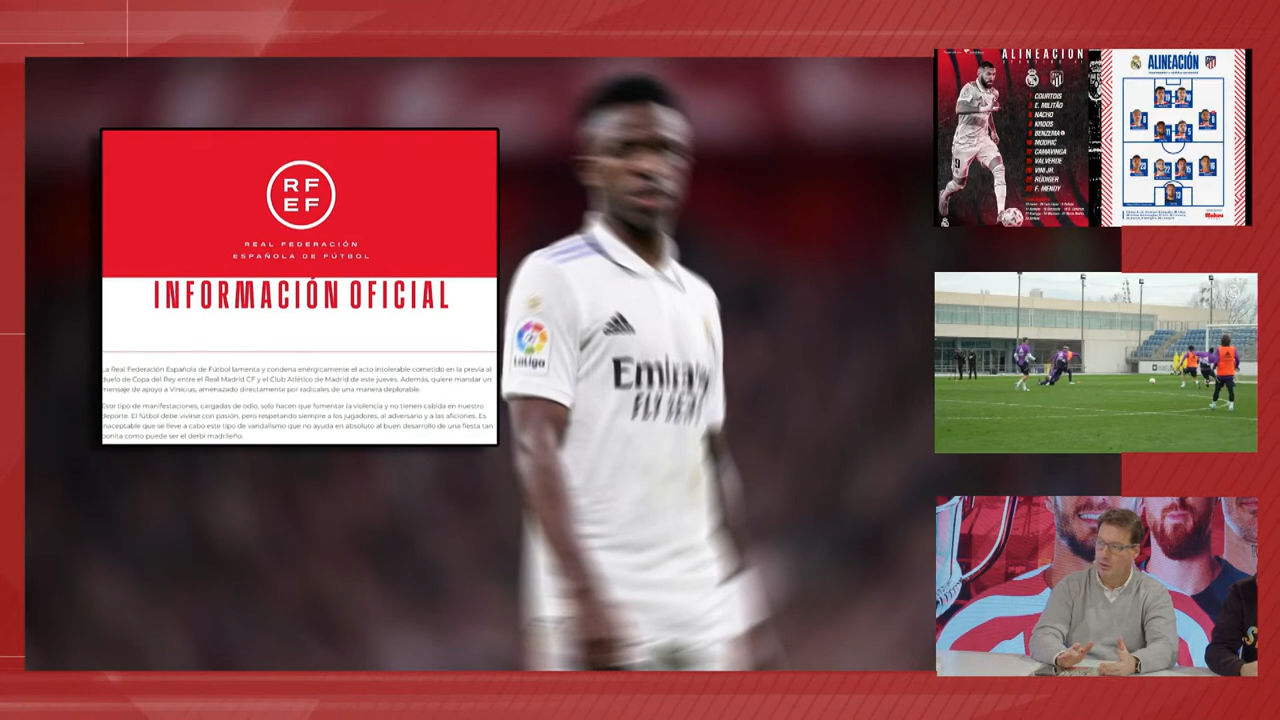 RF
EF
REAL FEDERACIÓN
ESPAÑOLA DE FÚTBOL
INFORMACIÓN OFICIAL
La Real Federación Española de Fútbol lamenta y condena enérgicamente el acto intolerable cometido en la previa al
duelo de Copa del Rey entre el Real Madrid CF y el Club Atlético de Madrid de este jueves. Además, quiere mandar un
mensaje de apoyo a Vinicius, amenazado directamente por radicales de una manera deplorable.
Este tipo de manifestaciones, cargadas de odio, solo hacen que fomentar la violencia y no tienen cabida en nuestro
deporte. El fútbol debe vivirse con pasión, pero respetando siempre a los jugadores, al adversario y a las aficiones. Es
inaceptable que se lleve a cabo este tipo de vandalismo que no ayuda en absoluto al buen desarrollo de una fiesta tan
bonita como puede ser el derbi madrileño.
LaLiga
Emirates
FLY BETTER
ALINEACIÓN
COURTOIS
E. MILITÃO
NACHO
KROOS
BENZEMA
MODRIĆ
CAMAVINGA
VALVERDE
VINI JR.
RÜDIGER
F. MENDY
9
ALINEACIÓN
Mahou